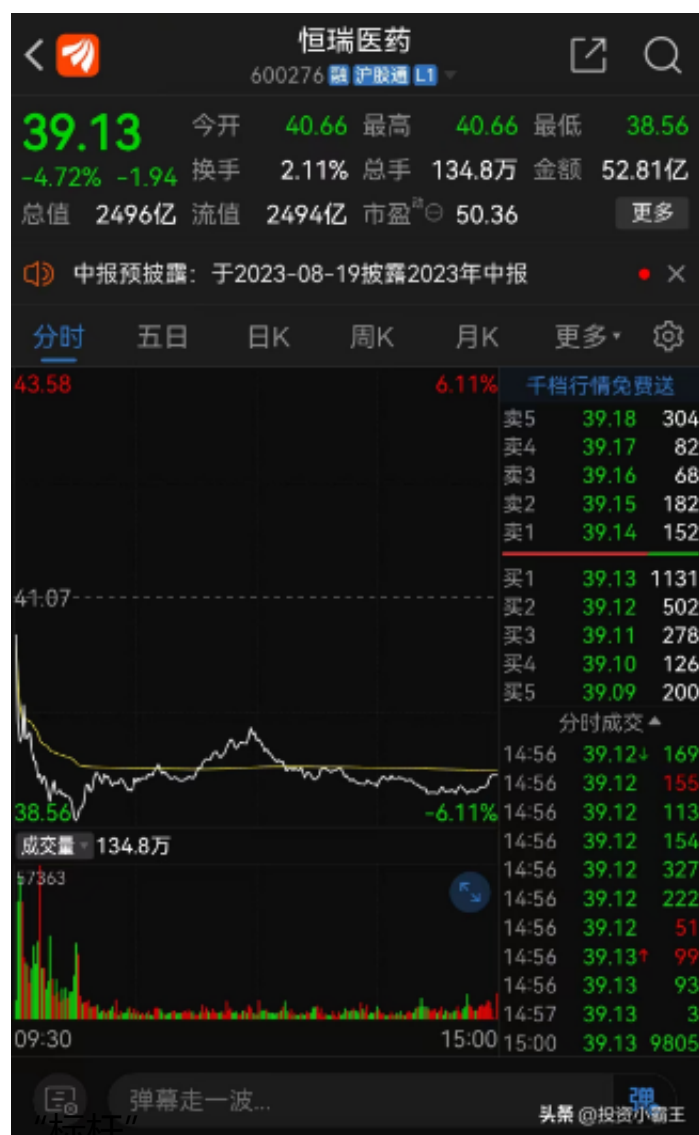 恒瑞医药
600276 融 沪股通 L1
39.13 今开 40.66 最高 40.66 最低 38.56
-4.72% -1.94 换手 2.11% 总手 134.8万 金额 52.81亿
总值 2496亿 流值 2494亿 市盈动 50.36 更多
中报预披露：于2023-08-19披露2023年中报
分时 五日 日K 周K 月K 更多
43.58 6.11% 千档行情免费送
卖5 39.18 304
卖4 39.17 82
卖3 39.16 68
卖2 39.15 182
卖1 39.14 152
41.07
买1 39.13 1131
买2 39.12 502
买3 39.11 278
买4 39.10 126
买5 39.09 200
分时成交
14:56 39.12↓ 169
14:56 39.12 155
38.56 -6.11% 14:56 39.12 113
成交量 134.8万 14:56 39.12 154
57363 14:56 39.12 327
14:56 39.12 222
14:56 39.12 51
14:56 39.13↑ 99
14:56 39.13 93
14:57 39.13 3
09:30 15:00 15:00 39.13 9805
弹幕走一波... 弹
头条 @投资小霸王
“标杆”